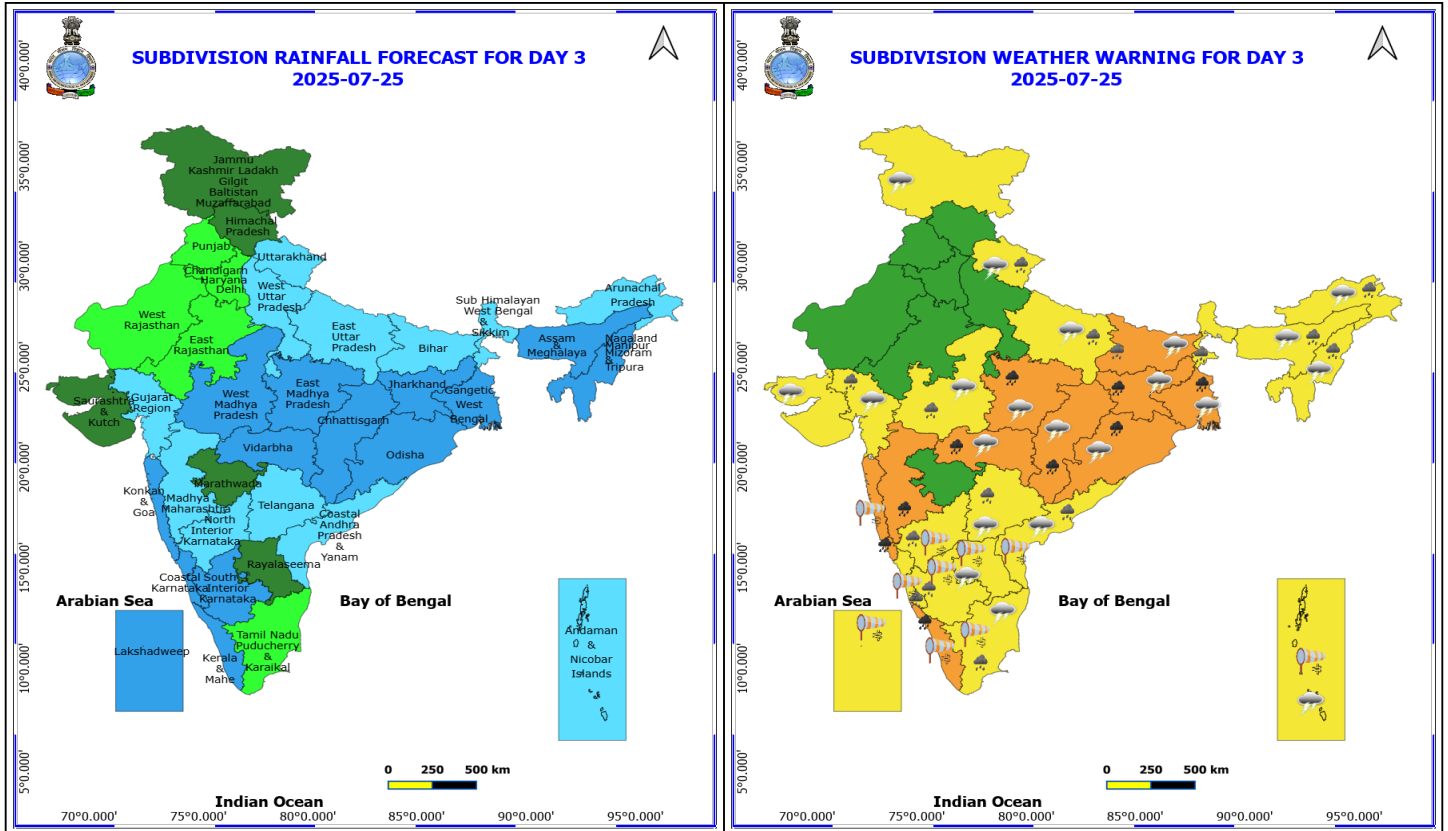 SUBDIVISION RAINFALL FORECAST FOR DAY 3
2025-07-25
40°0.000'
35°0.000'
30°0.000'
25°0.000'
20°0.000'
15°0.000'
10°0.000'
5°0.000'
Jammu
Kashmir Ladakh
Gilgit
Baltistan
Muzaffarabad
Himachal
Pradesh
Punjab
Uttarakhand
Chandigarh
Haryana
Delhi
West
Uttar
Pradesh
West
Rajasthan
East
Rajasthan
East
Uttar
Pradesh
Bihar
Sub Himalayan
West Bengal
&
Sikkim
Arunachal
Pradesh
Assam
&
Meghalaya
Nagaland
Manipur
Mizoram
&
Tripura
Saurashtra
&
Kutch
Gujarat
Region
West
Madhya
Pradesh
East
Madhya
Pradesh
Jharkhand
Gangetic
West
Bengal
Chhattisgarh
Vidarbha
Odisha
Konkan
&
Goa
Madhya
Maharashtra
Marathwada
Telangana
North
Interior
Karnataka
Coastal
Andhra
Pradesh
&
Yanam
Rayalaseema
Coastal
Karnataka
South
Interior
Karnataka
Tamil Nadu
Puducherry
&
Karaikal
Kerala
&
Mahe
Lakshadweep
Andaman
&
Nicobar
Islands
Arabian Sea
Bay of Bengal
0 250 500 km
Indian Ocean
70°0.000' 75°0.000' 80°0.000' 85°0.000' 90°0.000' 95°0.000'
SUBDIVISION WEATHER WARNING FOR DAY 3
2025-07-25
40°0.000'
35°0.000'
30°0.000'
25°0.000'
20°0.000'
15°0.000'
10°0.000'
5°0.000'
Arabian Sea
Bay of Bengal
0 250 500 km
Indian Ocean
70°0.000' 75°0.000' 80°0.000' 85°0.000' 90°0.000' 95°0.000'